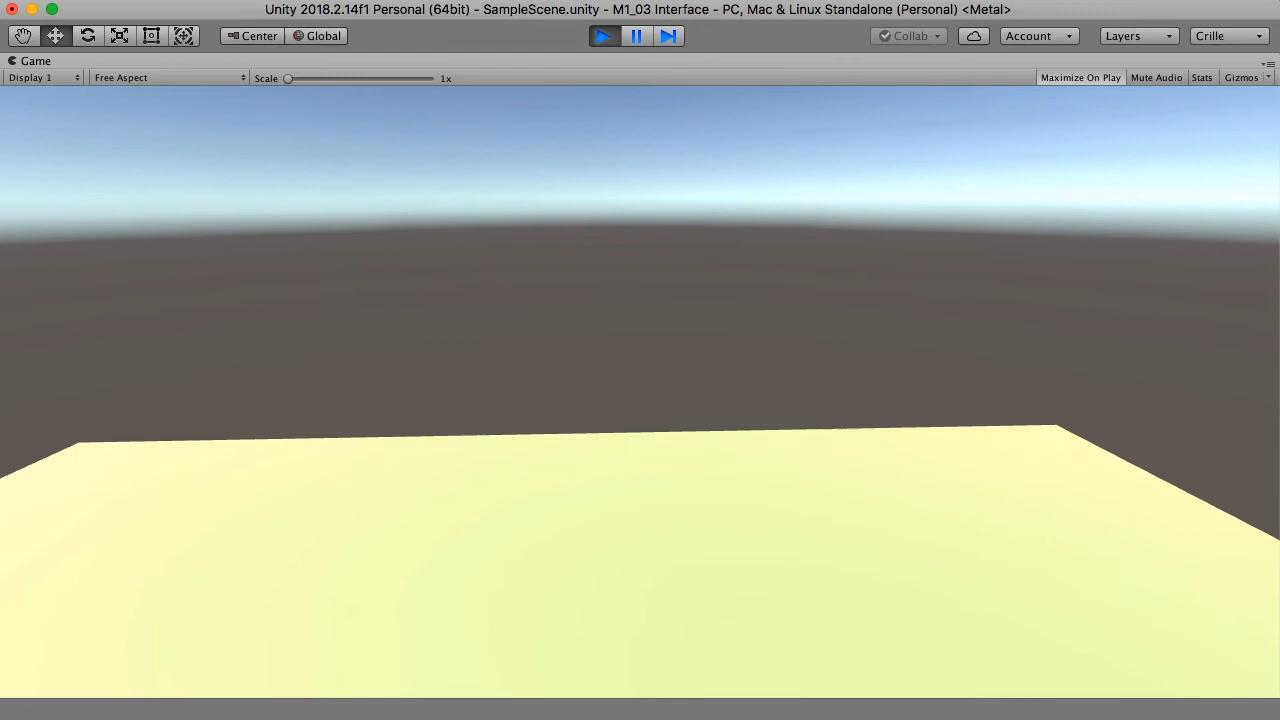 Unity 2018.2.14f1 Personal (64bit) - SampleScene.unity - M1_03 Interface - PC, Mac & Linux Standalone (Personal) <Metal>
Center Global Collab Account Layers Crille
Game
Display 1 Free Aspect Scale 1x Maximize On Play Mute Audio Stats Gizmos